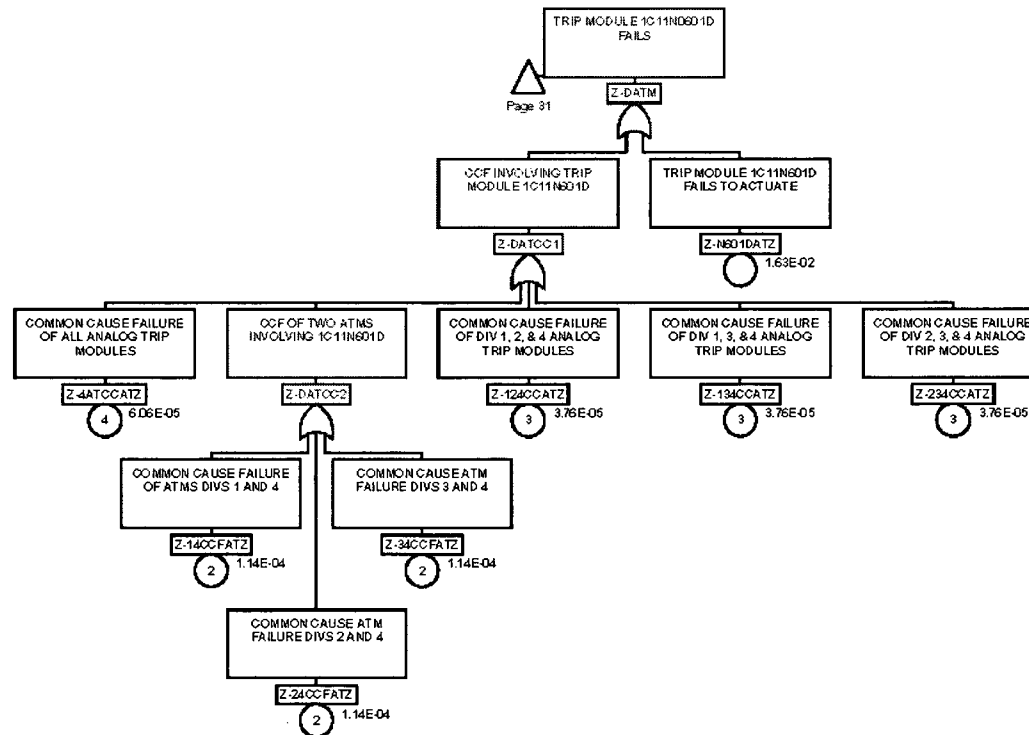 TRIP MODULE 1C11N0601D
FAILS
Page 31
Z-DATM
CCF INVOLVING TRIP
MODULE 1C11N601D
TRIP MODULE 1C11N601D
FAILS TO ACTUATE
Z-DATCC1
Z-N601DATZ
1.63E-02
COMMON CAUSE FAILURE
OF ALL ANALOG TRIP
MODULES
CCF OF TWO ATMS
INVOLVING 1C11N601D
COMMON CAUSE FAILURE
OF DIV 1, 2, & 4 ANALOG
TRIP MODULES
COMMON CAUSE FAILURE
OF DIV 1, 3, & 4 ANALOG
TRIP MODULES
COMMON CAUSE FAILURE
OF DIV 2, 3, & 4 ANALOG
TRIP MODULES
Z-4ATCCATZ
6.06E-05
4
Z-DATCC2
Z-124CCATZ
3.76E-05
3
Z-134CCATZ
3.76E-05
3
Z-234CCATZ
3.76E-05
3
COMMON CAUSE FAILURE
OF ATMS DIVS 1 AND 4
COMMON CAUSE ATM
FAILURE DIVS 3 AND 4
Z-14CCFATZ
1.14E-04
2
Z-34CCFATZ
1.14E-04
2
COMMON CAUSE ATM
FAILURE DIVS 2 AND 4
Z-24CCFATZ
1.14E-04
2